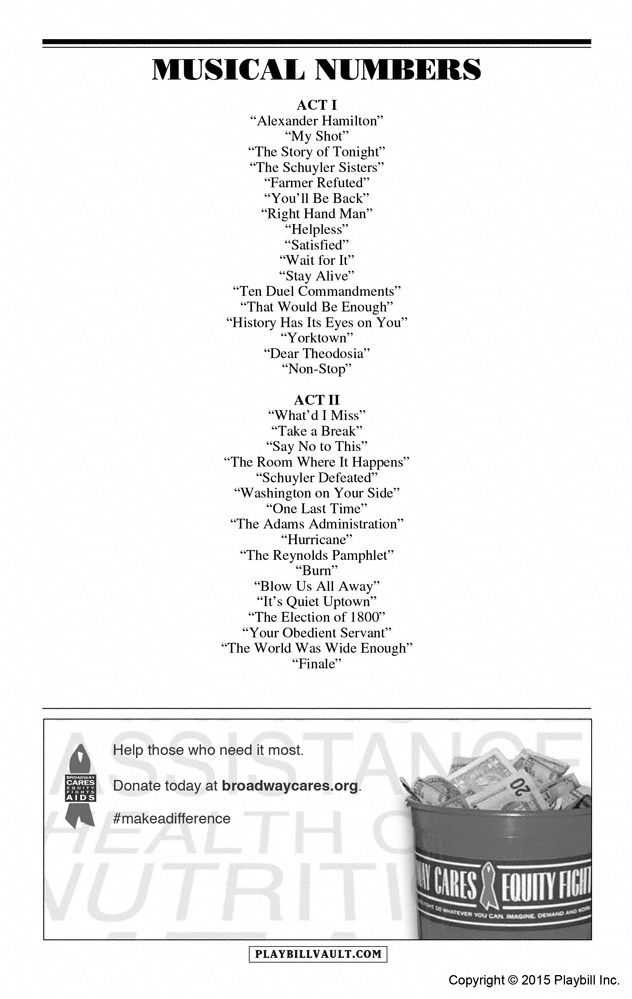 MUSICAL NUMBERS
ACT I
“Alexander Hamilton”
“My Shot”
“The Story of Tonight”
“The Schuyler Sisters”
“Farmer Refuted”
“You’ll Be Back”
“Right Hand Man”
“Helpless”
“Satisfied”
“Wait for It”
“Stay Alive”
“Ten Duel Commandments”
“That Would Be Enough”
“History Has Its Eyes on You”
“Yorktown”
“Dear Theodosia”
“Non-Stop”
ACT II
“What’d I Miss”
“Take a Break”
“Say No to This”
“The Room Where It Happens”
“Schuyler Defeated”
“Washington on Your Side”
“One Last Time”
“The Adams Administration”
“Hurricane”
“The Reynolds Pamphlet”
“Burn”
“Blow Us All Away”
“It’s Quiet Uptown”
“The Election of 1800”
“Your Obedient Servant”
“The World Was Wide Enough”
“Finale”
ASSISTANCE
HEALTH
NUTRITI
BROADWAY
CARES
EQUITY
FIGHTS
AIDS
Help those who need it most.
Donate today at broadwaycares.org.
#makeadifference
20
AY CARES EQUITY FIGHT
DO WHATEVER YOU CAN. IMAGINE, DEMAND AND
PLAYBILLVAULT.COM
Copyright © 2015 Playbill Inc.